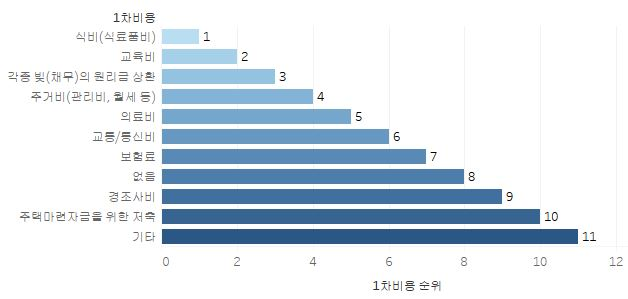 1차비용
식비(식료품비) 1
교육비 2
각종 빚(채무)의 원리금 상환 3
주거비(관리비, 월세 등) 4
의료비 5
교통/통신비 6
보험료 7
없음 8
경조사비 9
주택마련자금을 위한 저축 10
기타 11
0 2 4 6 8 10 12
1차비용 순위